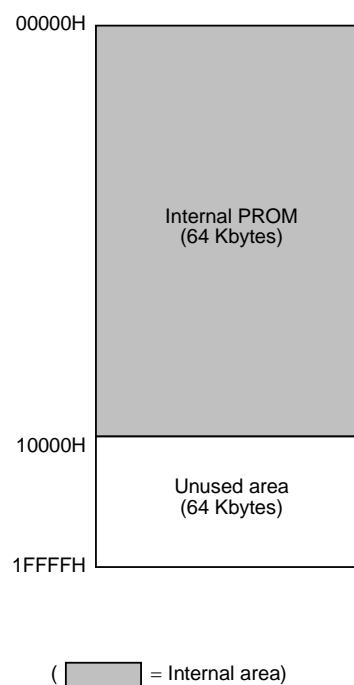 00000H
Internal PROM
(64 Kbytes)
10000H
Unused area
(64 Kbytes)
1FFFFH
( = Internal area)